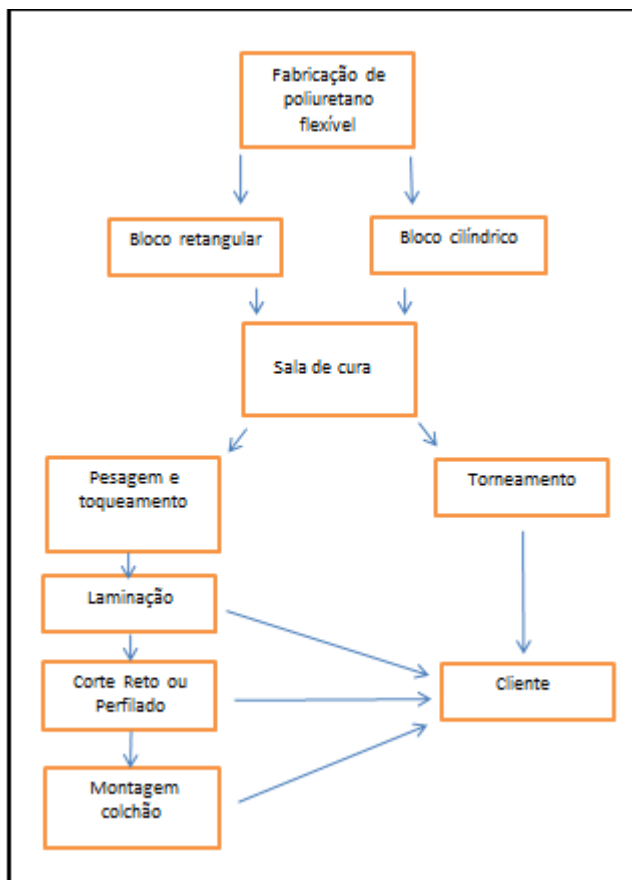 Fabricação de
poliuretano
flexível
Bloco retangular
Bloco cilíndrico
Sala de cura
Pesagem e
toqueamento
Torneamento
Laminação
Corte Reto ou
Perfilado
Cliente
Montagem
colchão